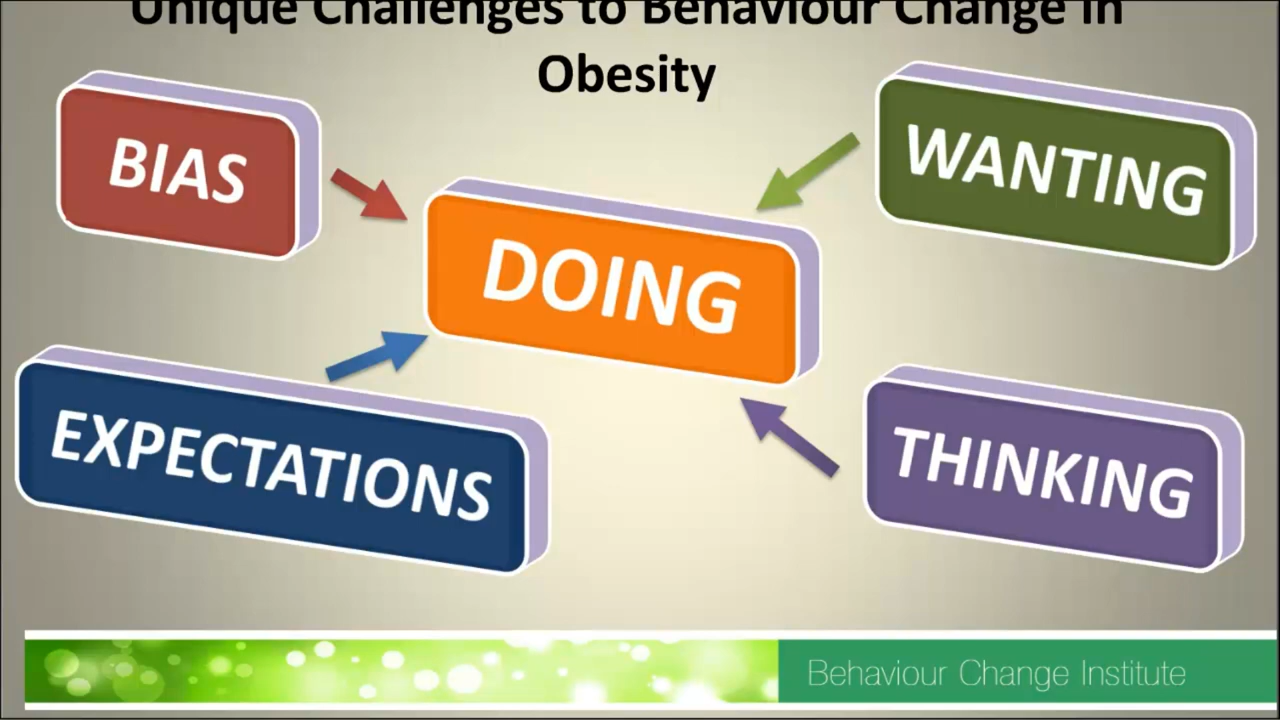 Unique Challenges to Behaviour Change in
Obesity
BIAS
WANTING
DOING
EXPECTATIONS
THINKING
Behaviour Change Institute